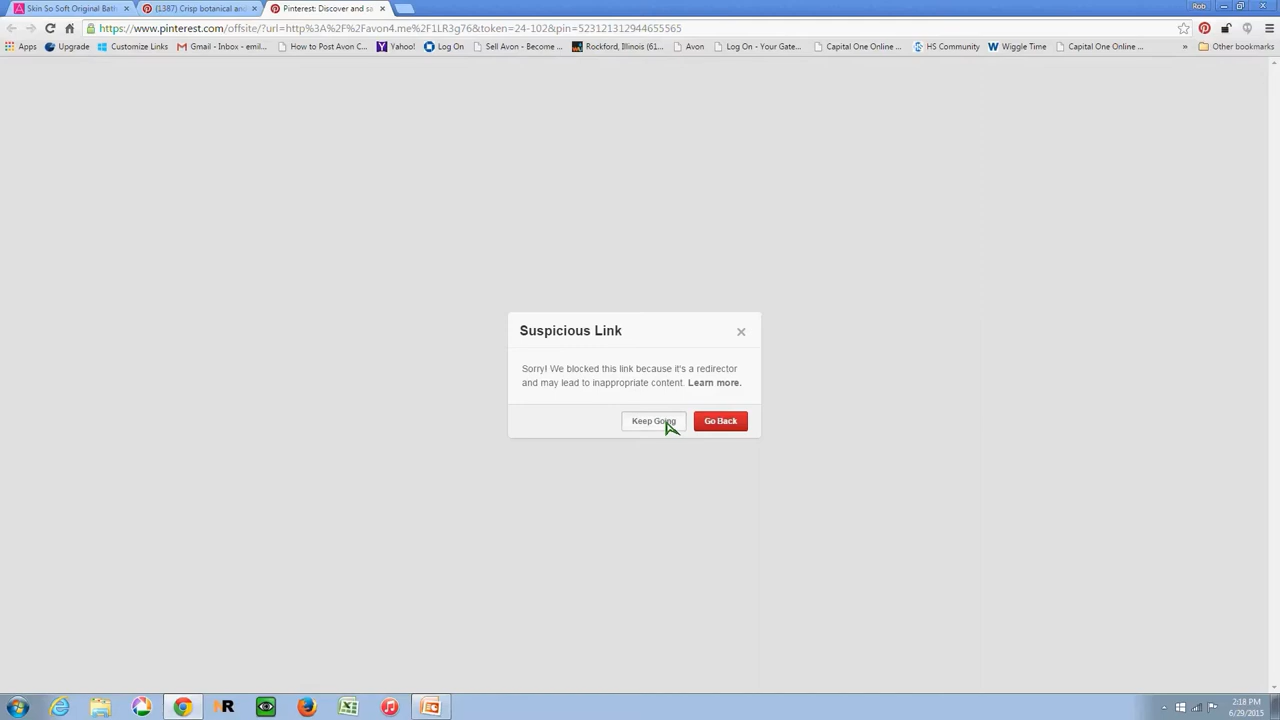 Skin So Soft Original Bath
(1387) Crisp botanical and
Pinterest: Discover and sa
Rob
https://www.pinterest.com/offsite/?url=http%3A%2F%2Favon4.me%2F1LR3g76&token=24-102&pin=523121312944655565
Apps
Upgrade
Customize Links
Gmail - Inbox - emil...
How to Post Avon C...
Yahoo!
Log On
Sell Avon - Become ...
Rockford, Illinois (61...
Avon
Log On - Your Gate...
Capital One Online ...
HS Community
Wiggle Time
Capital One Online ...
»
Other bookmarks
Suspicious Link
Sorry! We blocked this link because it's a redirector
and may lead to inappropriate content. Learn more.
Keep Going
Go Back
2:18 PM
6/29/2015